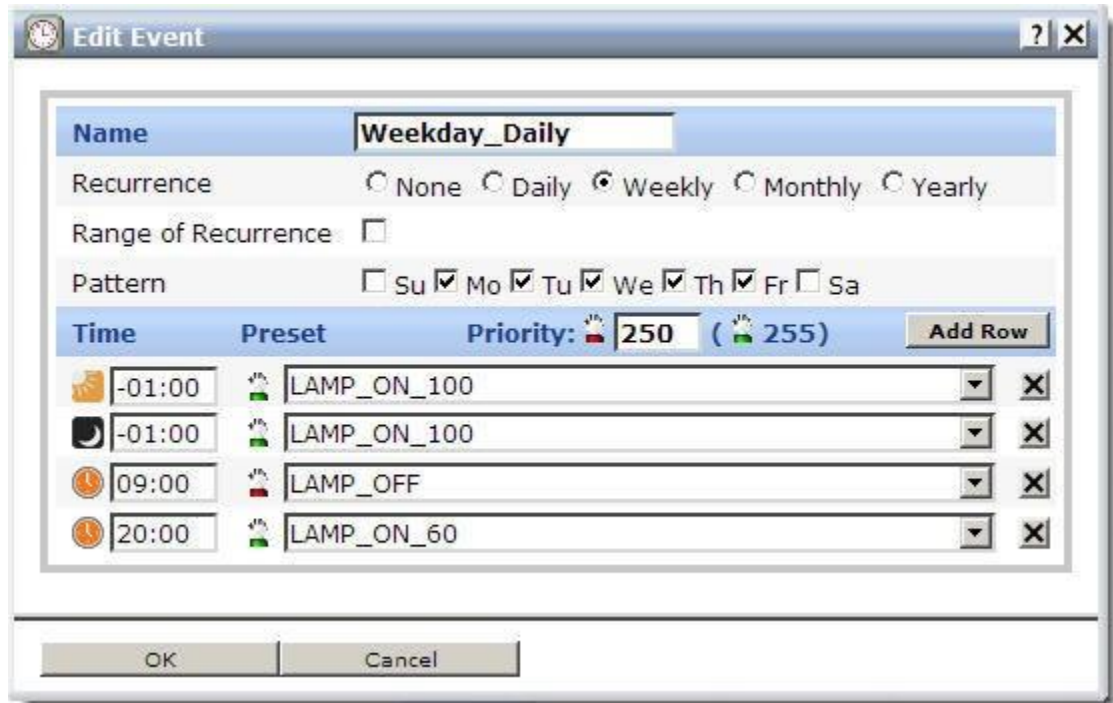 Edit Event ?
Name Weekday_Daily
Recurrence None Daily Weekly Monthly Yearly
Range of Recurrence
Pattern Su Mo Tu We Th Fr Sa
Time Preset Priority: 250 ( 255) Add Row
-01:00 LAMP_ON_100
-01:00 LAMP_ON_100
09:00 LAMP_OFF
20:00 LAMP_ON_60
OK Cancel